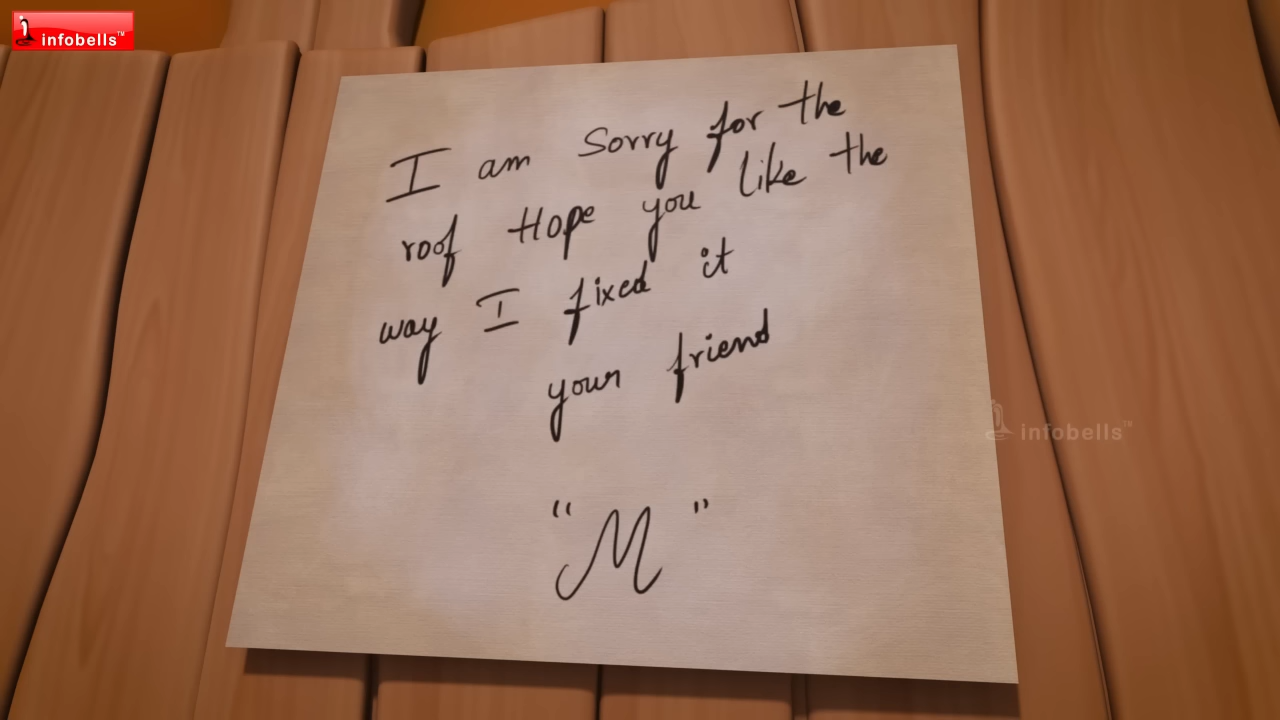 infobells™
I am Sorry for the
roof Hope you like the
way I fixed it
your friend
"M"
infobells™